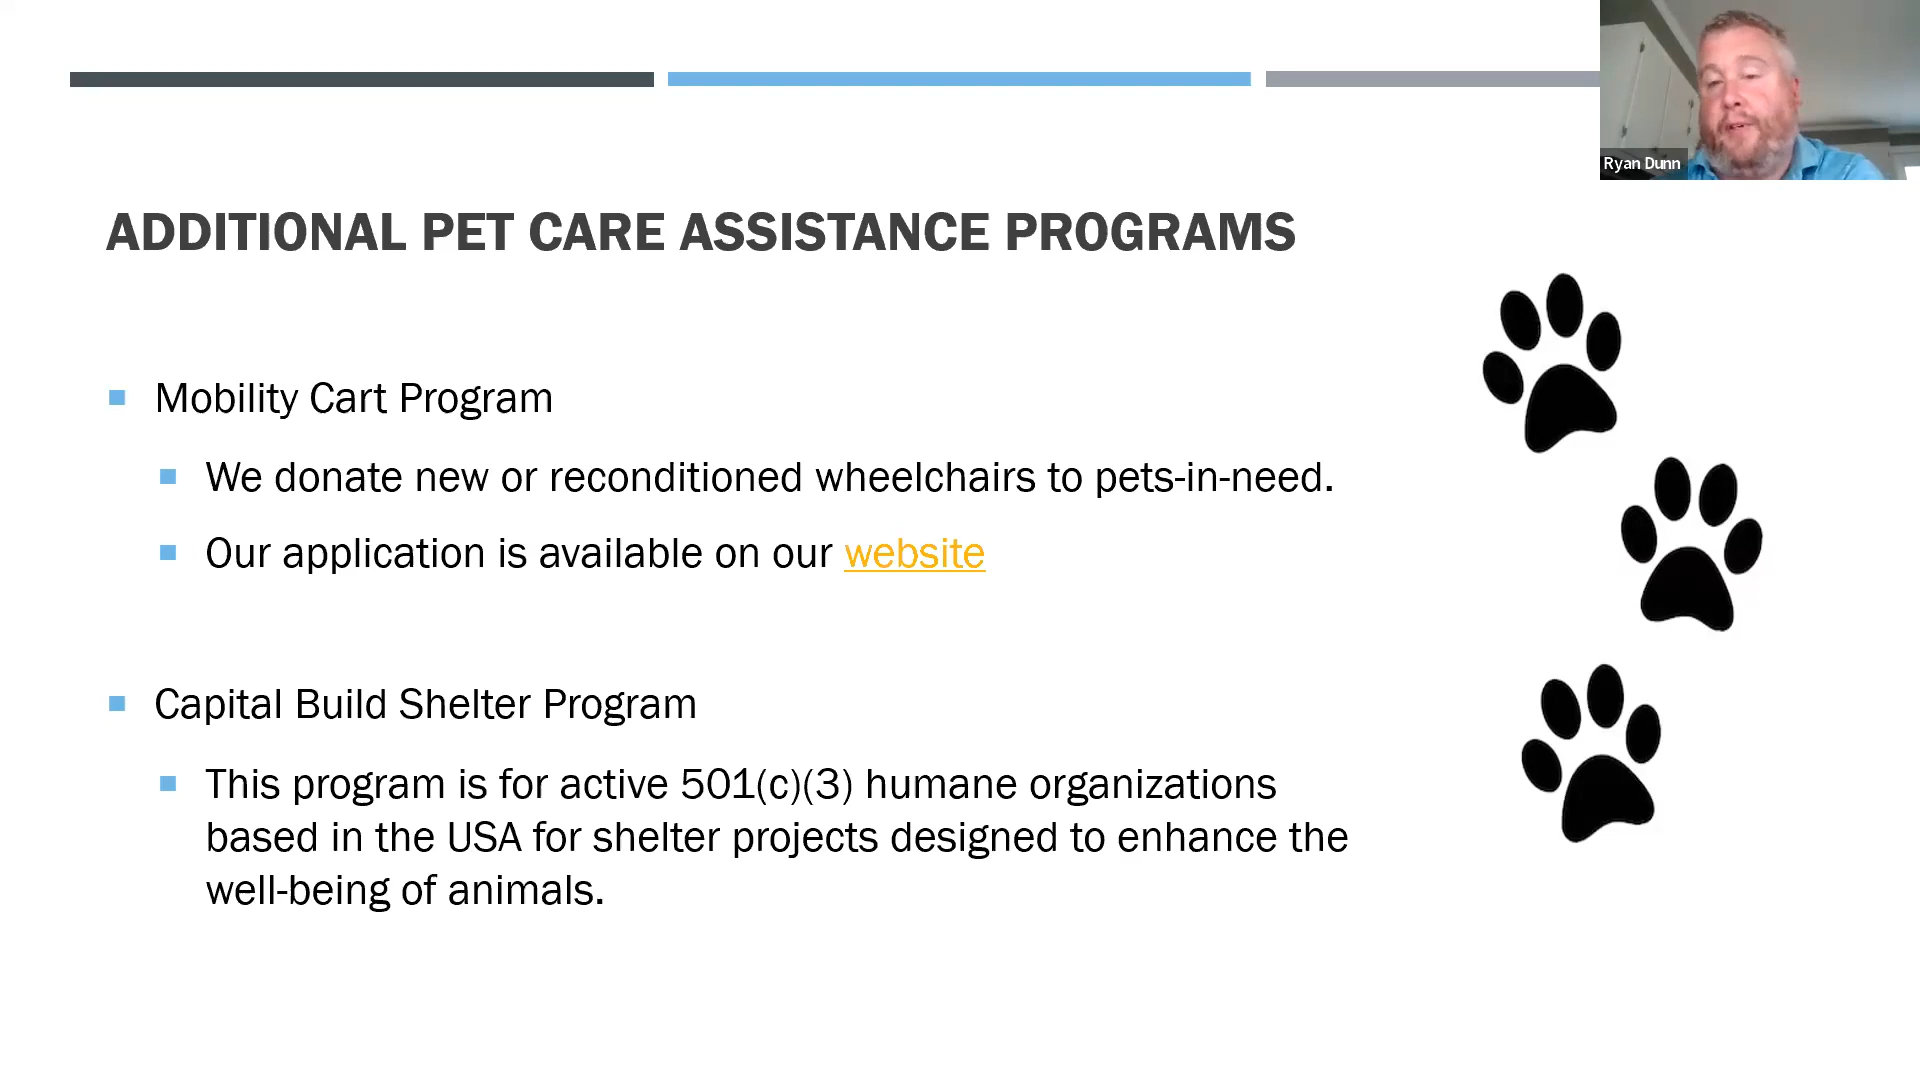 Ryan Dunn
ADDITIONAL PET CARE ASSISTANCE PROGRAMS
Mobility Cart Program
We donate new or reconditioned wheelchairs to pets-in-need.
Our application is available on our website
Capital Build Shelter Program
This program is for active 501(c)(3) humane organizations
based in the USA for shelter projects designed to enhance the
well-being of animals.